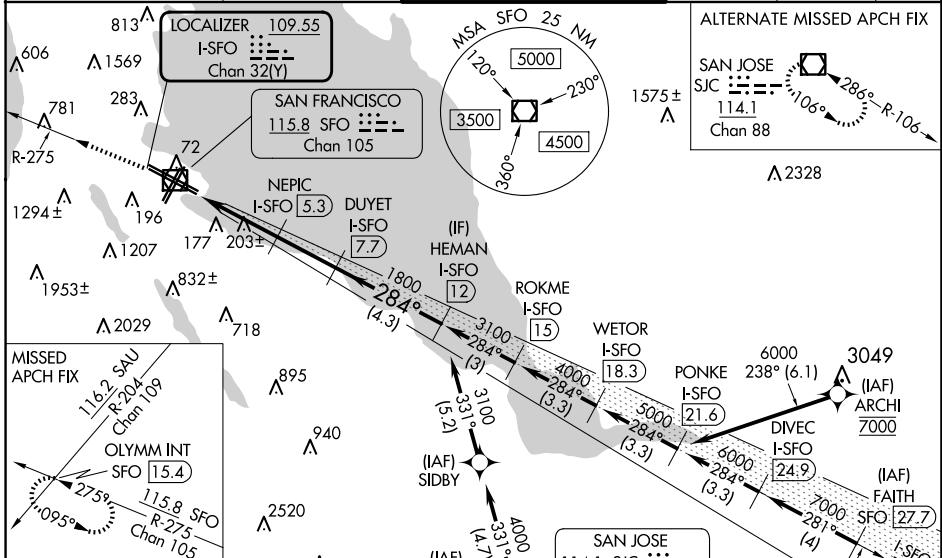 813
LOCALIZER 109.55
I-SFO
Chan 32(Y)
606
1569
283
781
R-275
SAN FRANCISCO
115.8 SFO
Chan 105
72
MSA SFO 25 NM
120°
230°
360°
5000
3500
4500
1575±
ALTERNATE MISSED APCH FIX
SAN JOSE
SJC
114.1
Chan 88
286°
R-106
106°
2328
1294±
196
1207
177
203±
1953±
832±
2029
718
895
940
2520
NEPIC
I-SFO 5.3
DUYET
I-SFO
7.7
(IF)
HEMAN
I-SFO
12
ROKME
I-SFO
15
WETOR
I-SFO
18.3
PONKE
I-SFO
21.6
DIVEC
I-SFO
24.9
(IAF)
FAITH
SFO 27.7
I-SFO
1800
284°
(4.3)
3100
284°
(3)
4000
284°
(3.3)
5000
284°
(3.3)
6000
284°
(3.3)
7000
281°
(4)
6000
238° (6.1)
3049
(IAF)
ARCHI
7000
3100
331°
(5.2)
(IAF)
SIDBY
4000
331°
(IAF)
SAN JOSE
MISSED
APCH FIX
116.2 SAU
R-204
Chan 109
OLYMM INT
SFO 15.4
275°
095°
115.8 SFO
R-275
Chan 105